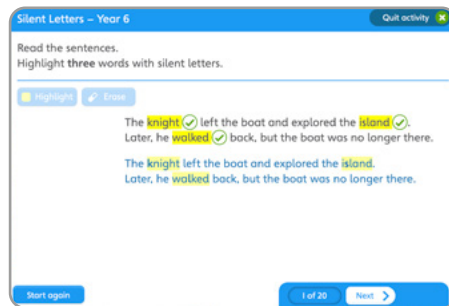 Silent Letters – Year 6
Quit activity
Read the sentences.
Highlight three words with silent letters.
Highlight
Erase
The knight left the boat and explored the island.
Later, he walked back, but the boat was no longer there.
The knight left the boat and explored the island.
Later, he walked back, but the boat was no longer there.
Start again
1 of 20
Next